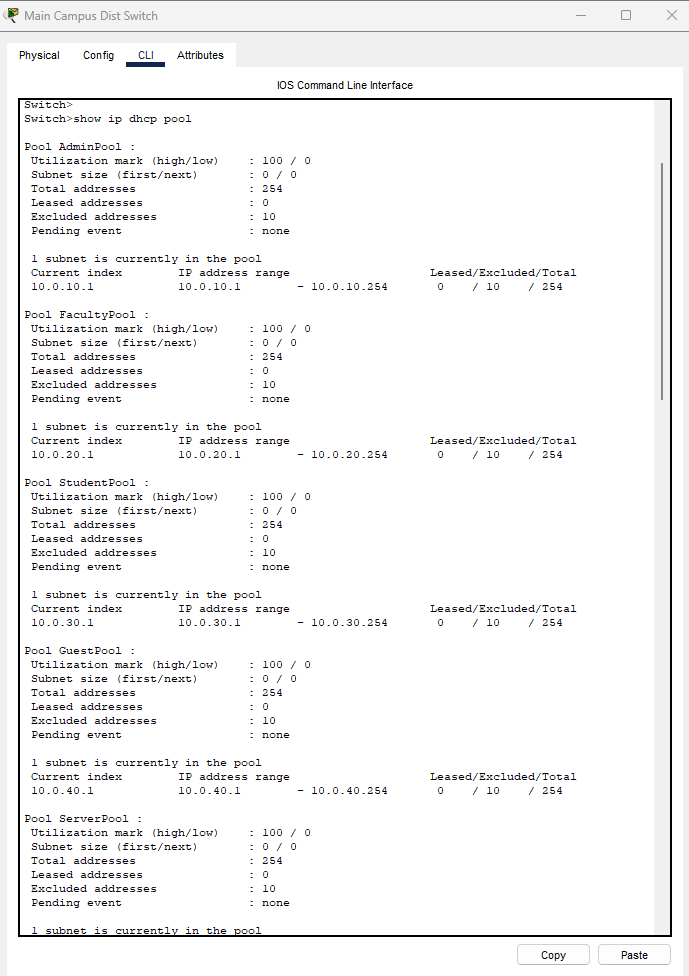 Main Campus Dist Switch
Physical Config CLI Attributes
IOS Command Line Interface
Switch>
Switch>show ip dhcp pool
Pool AdminPool :
Utilization mark (high/low) : 100 / 0
Subnet size (first/next) : 0 / 0
Total addresses : 254
Leased addresses : 0
Excluded addresses : 10
Pending event : none
1 subnet is currently in the pool
Current index IP address range Leased/Excluded/Total
10.0.10.1 10.0.10.1 - 10.0.10.254 0 / 10 / 254
Pool FacultyPool :
Utilization mark (high/low) : 100 / 0
Subnet size (first/next) : 0 / 0
Total addresses : 254
Leased addresses : 0
Excluded addresses : 10
Pending event : none
1 subnet is currently in the pool
Current index IP address range Leased/Excluded/Total
10.0.20.1 10.0.20.1 - 10.0.20.254 0 / 10 / 254
Pool StudentPool :
Utilization mark (high/low) : 100 / 0
Subnet size (first/next) : 0 / 0
Total addresses : 254
Leased addresses : 0
Excluded addresses : 10
Pending event : none
1 subnet is currently in the pool
Current index IP address range Leased/Excluded/Total
10.0.30.1 10.0.30.1 - 10.0.30.254 0 / 10 / 254
Pool GuestPool :
Utilization mark (high/low) : 100 / 0
Subnet size (first/next) : 0 / 0
Total addresses : 254
Leased addresses : 0
Excluded addresses : 10
Pending event : none
1 subnet is currently in the pool
Current index IP address range Leased/Excluded/Total
10.0.40.1 10.0.40.1 - 10.0.40.254 0 / 10 / 254
Pool ServerPool :
Utilization mark (high/low) : 100 / 0
Subnet size (first/next) : 0 / 0
Total addresses : 254
Leased addresses : 0
Excluded addresses : 10
Pending event : none
1 subnet is currently in the pool
Copy Paste